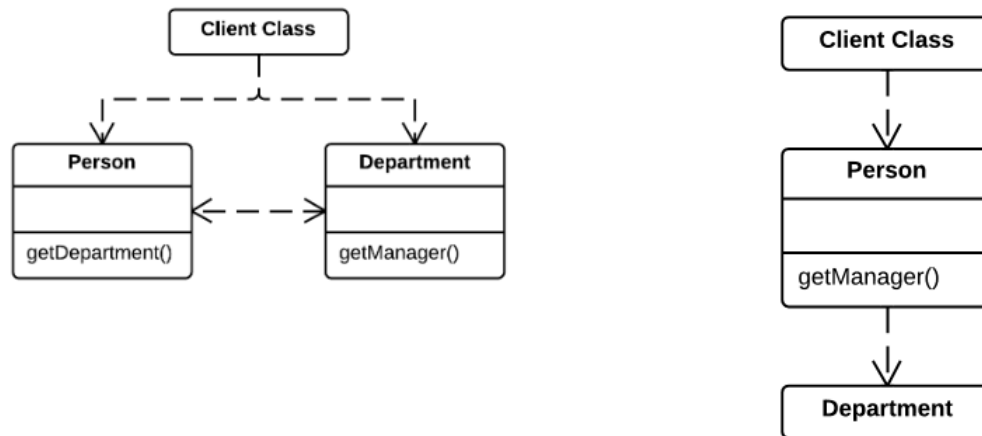 Client Class
Person
Department
getDepartment()
getManager()
Client Class
Person
getManager()
Department